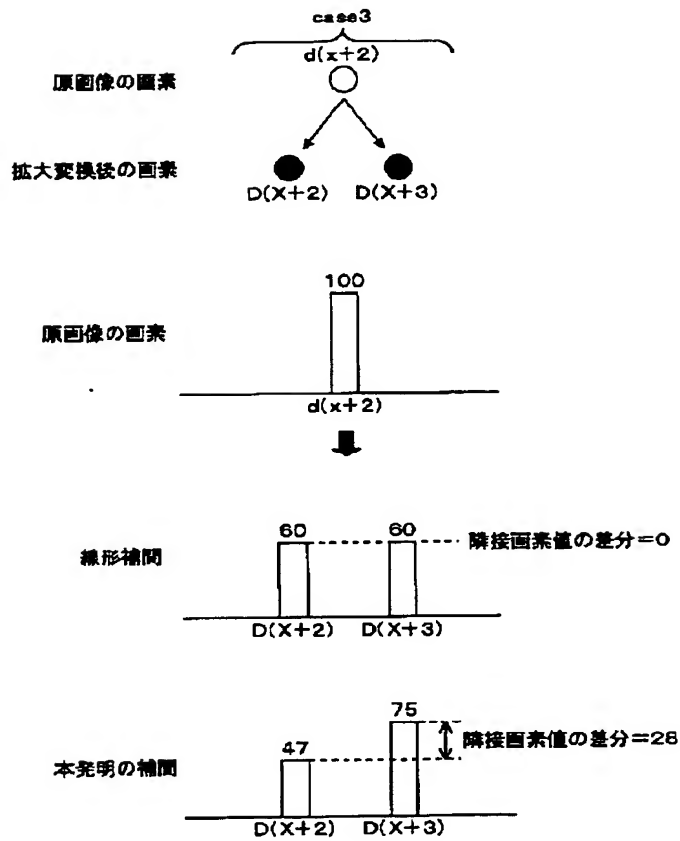 case3
d(x+2)
原画像の画素
拡大変換後の画素
D(X+2) D(X+3)
100
原画像の画素
d(x+2)
60 60
隣接画素値の差分=0
線形補間
D(X+2) D(X+3)
75
47
隣接画素値の差分=28
本発明の補間
D(X+2) D(X+3)